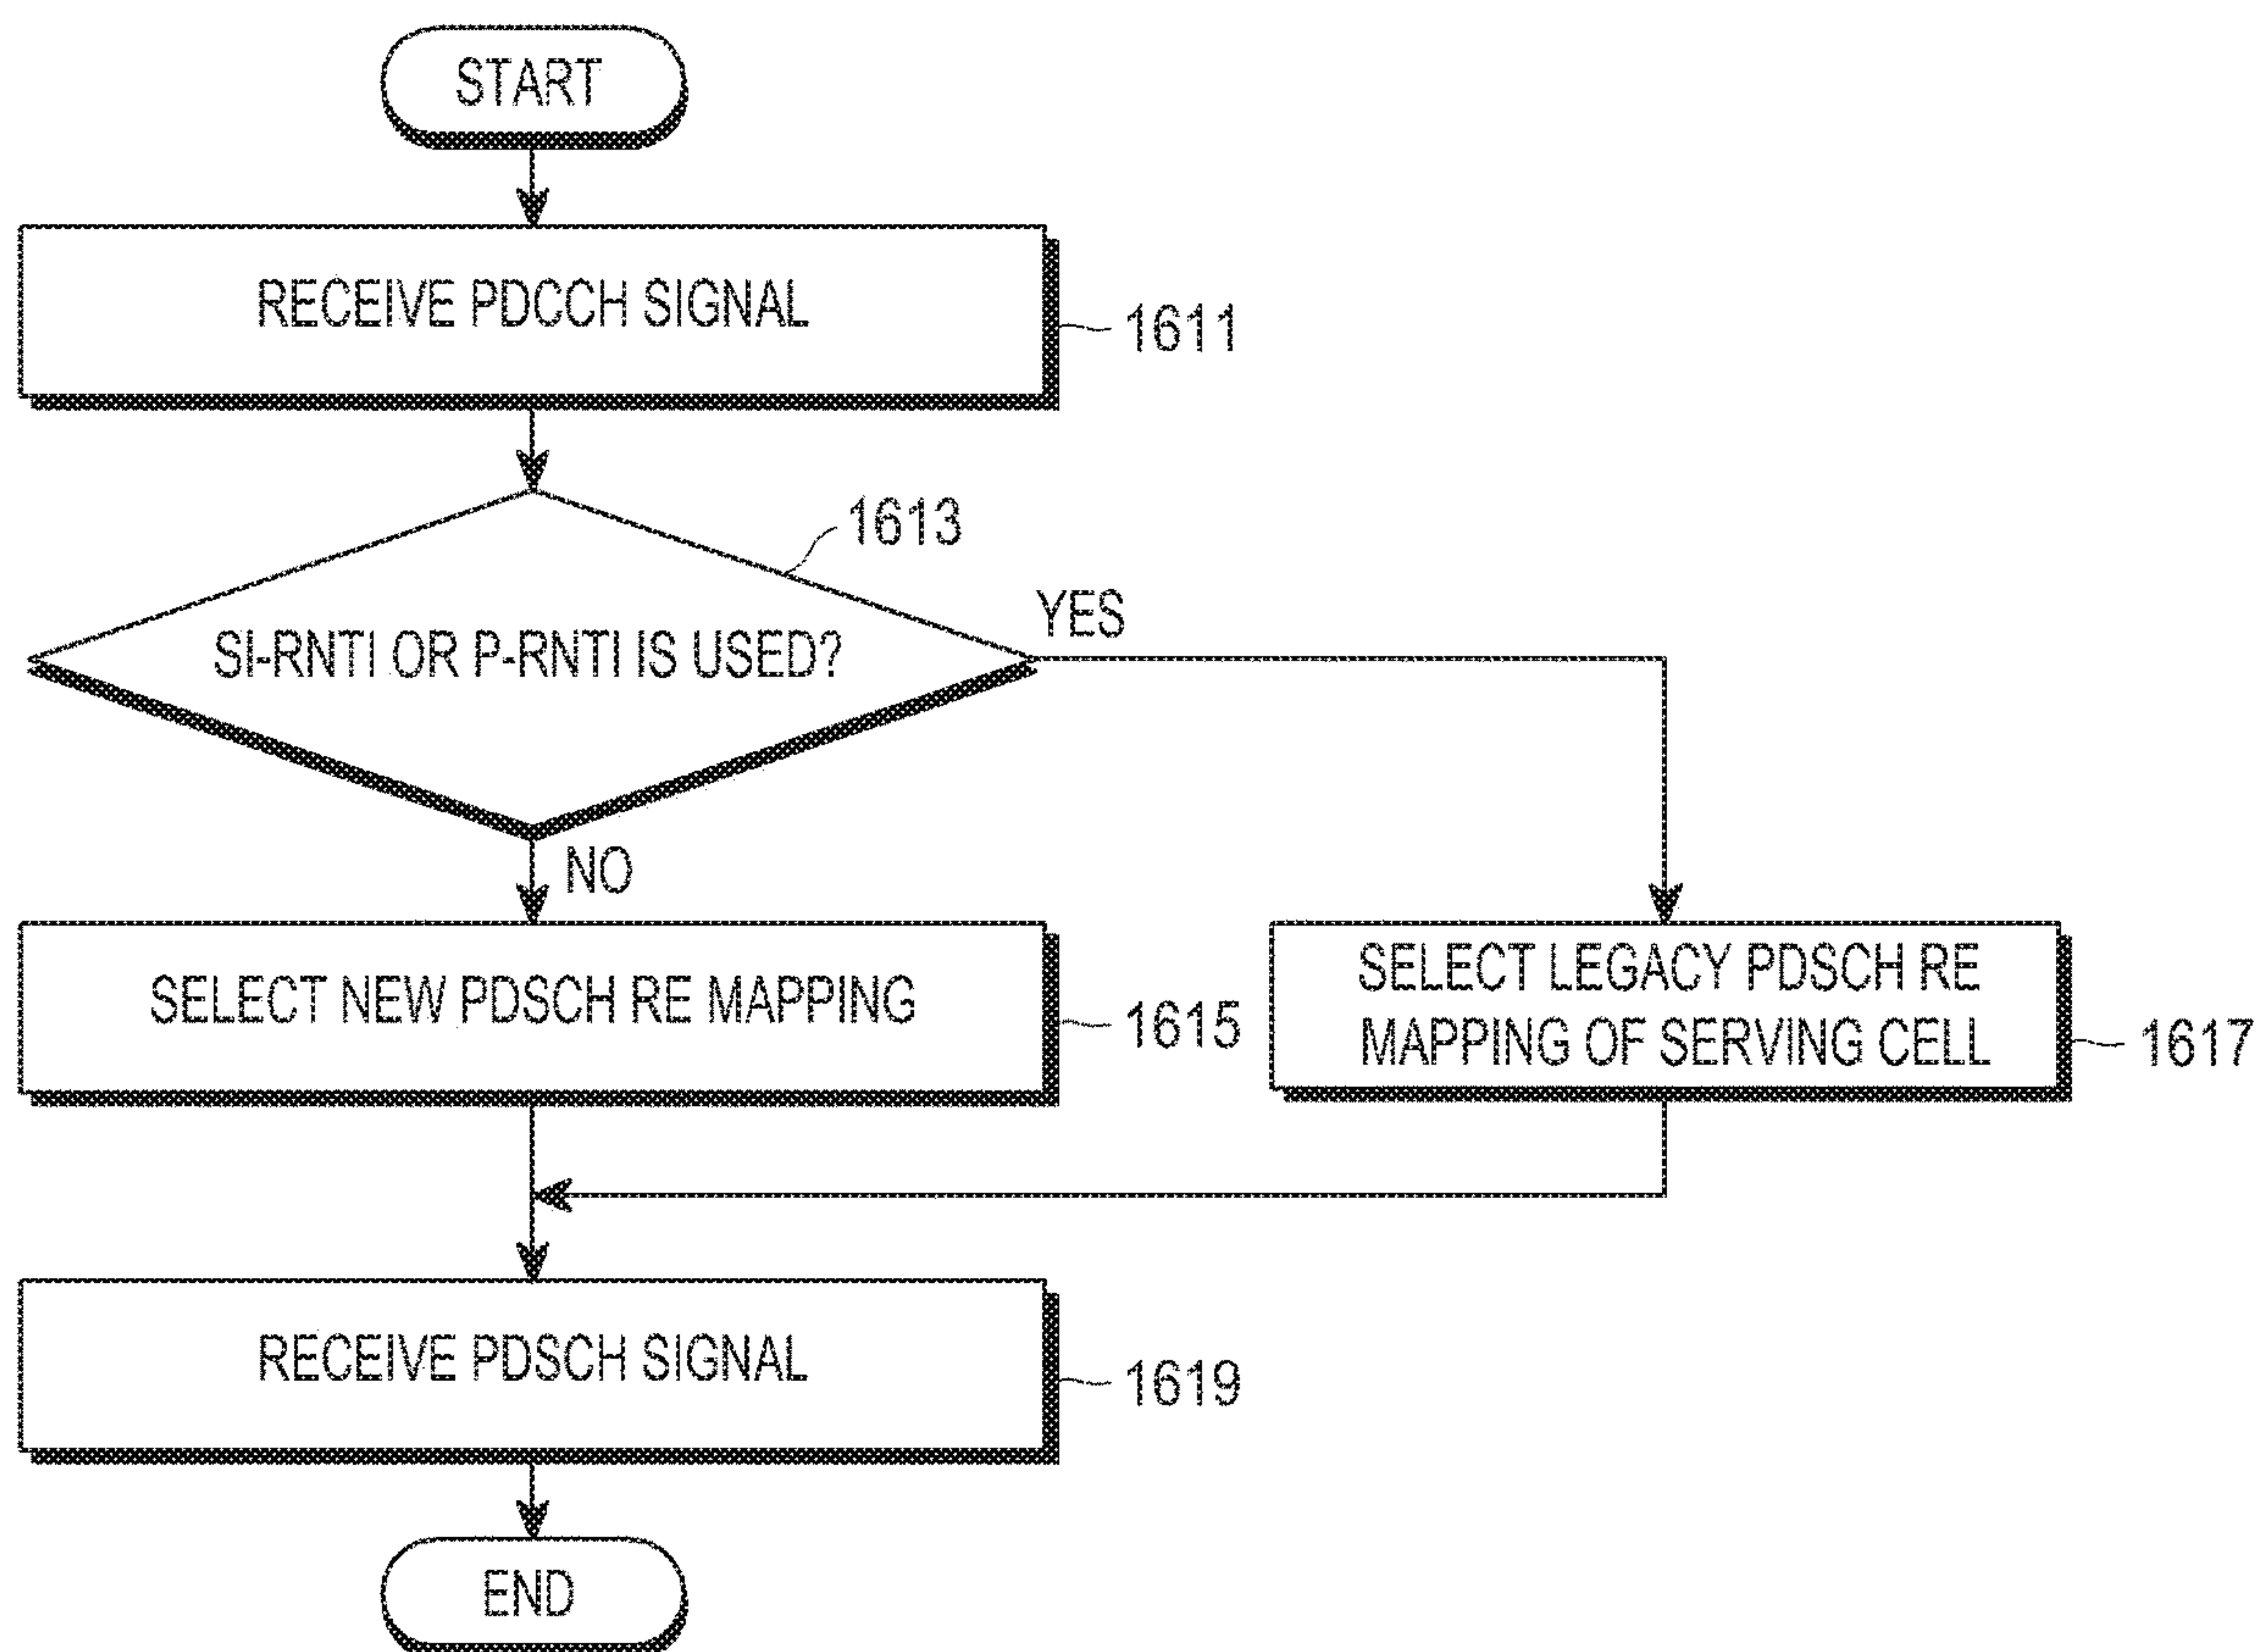 START
RECEIVE PDCCH SIGNAL
1611
1613
SI-RNTI OR P-RNTI IS USED?
YES
NO
SELECT NEW PDSCH RE MAPPING
1615
SELECT LEGACY PDSCH RE
MAPPING OF SERVING CELL
1617
RECEIVE PDSCH SIGNAL
1619
END